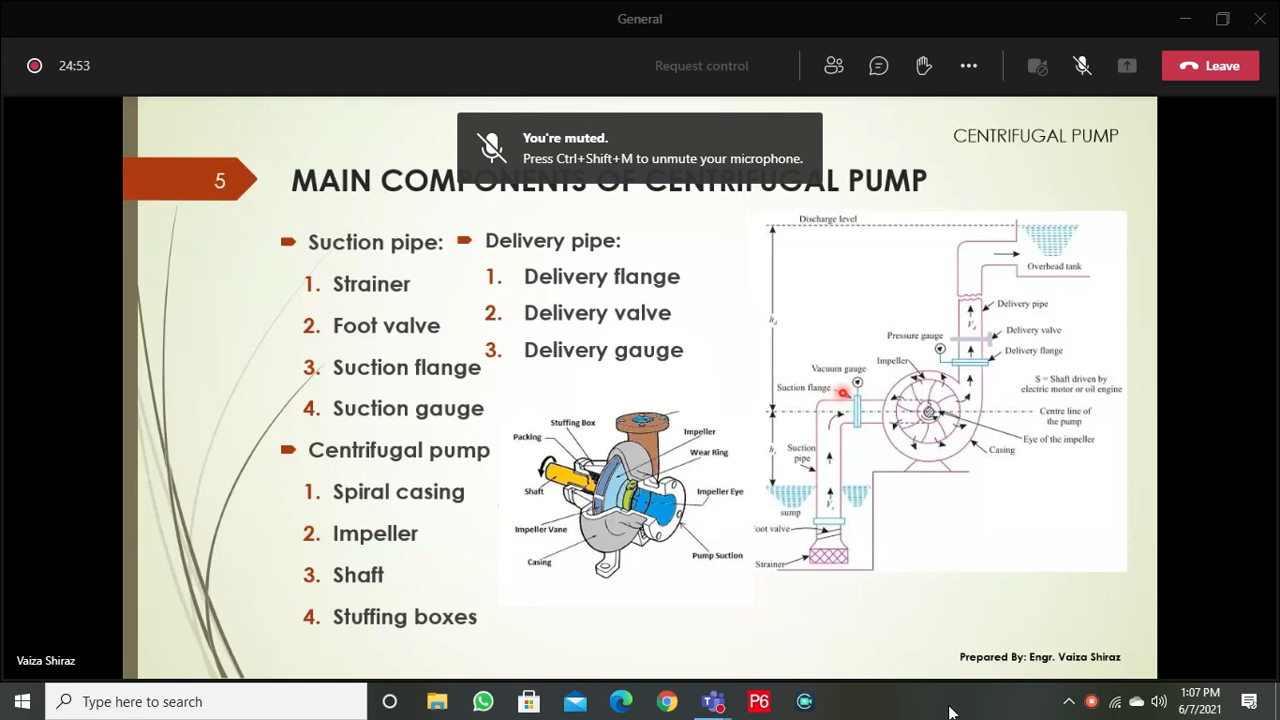 General
24:53
Request control
Leave
You're muted.
Press Ctrl+Shift+M to unmute your microphone.
CENTRIFUGAL PUMP
5
MAIN COMPONENTS OF CENTRIFUGAL PUMP
Suction pipe:
1. Strainer
2. Foot valve
3. Suction flange
4. Suction gauge
Centrifugal pump
1. Spiral casing
2. Impeller
3. Shaft
4. Stuffing boxes
Delivery pipe:
1. Delivery flange
2. Delivery valve
3. Delivery gauge
Stuffing Box
Packing
Impeller
Wear Ring
Shaft
Impeller Eye
Impeller Vane
Casing
Pump Suction
Discharge level
Overhead tank
Delivery pipe
Delivery valve
Pressure gauge
Delivery flange
Impeller
Vacuum gauge
Suction flange
S = Shaft driven by
electric motor or oil engine
Centre line of
the pump
Eye of the impeller
Casing
Suction
pipe
sump
oot valve
Strainer
Prepared By: Engr. Vaiza Shiraz
Vaiza Shiraz
Type here to search
P6
1:07 PM
6/7/2021